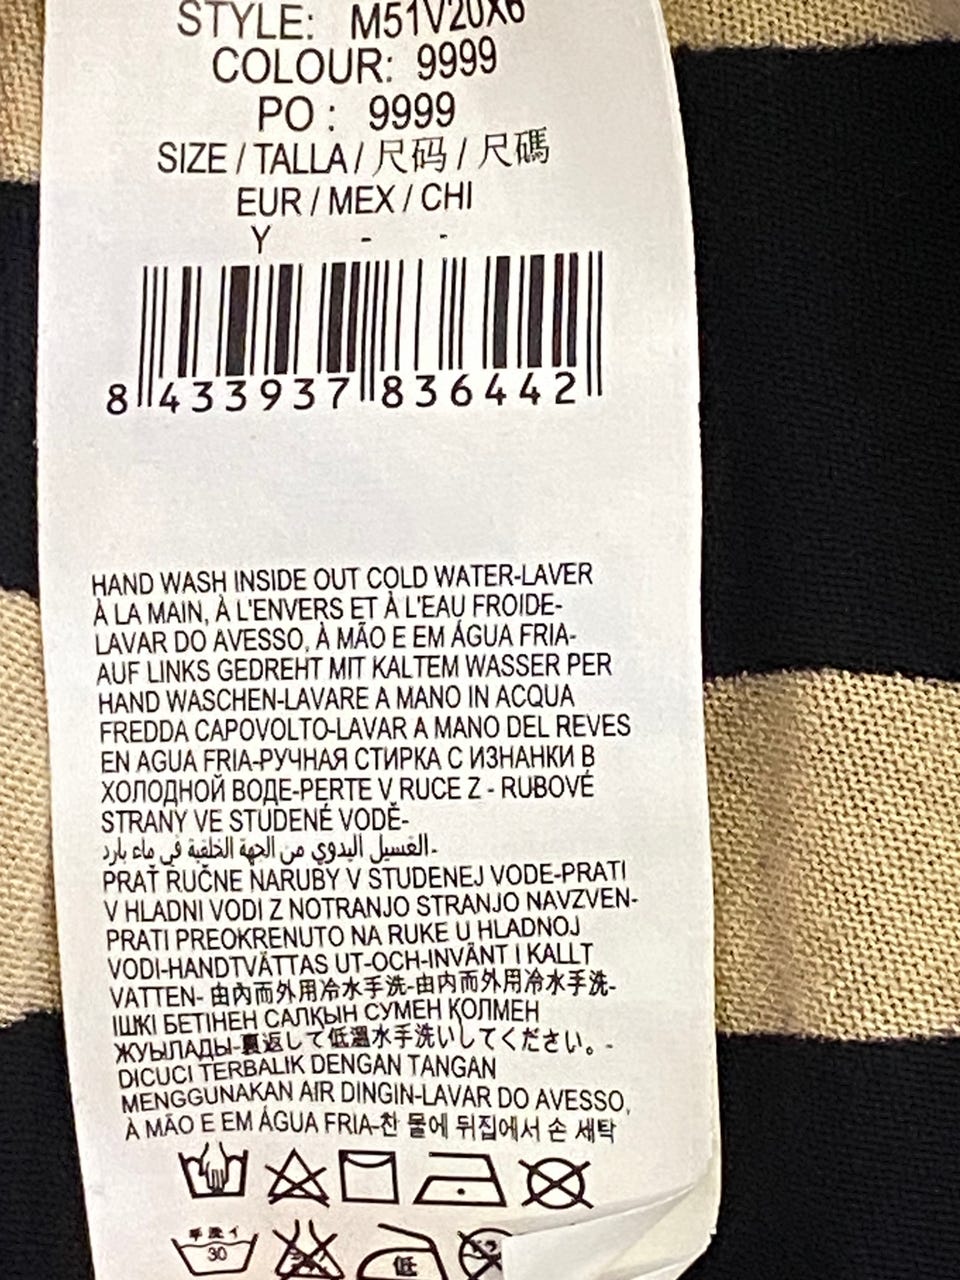 STYLE: M51V20X6
COLOUR: 9999
PO : 9999
SIZE / TALLA / 尺码 / 尺碼
EUR / MEX / CHI
Y - -
8 433937 836442
HAND WASH INSIDE OUT COLD WATER-LAVER
À LA MAIN, À L'ENVERS ET À L'EAU FROIDE-
LAVAR DO AVESSO, À MÃO E EM ÁGUA FRIA-
AUF LINKS GEDREHT MIT KALTEM WASSER PER
HAND WASCHEN-LAVARE A MANO IN ACQUA
FREDDA CAPOVOLTO-LAVAR A MANO DEL REVES
EN AGUA FRIA-РУЧНАЯ СТИРКА С ИЗНАНКИ В
ХОЛОДНОЙ ВОДЕ-PERTE V RUCE Z - RUBOVÉ
STRANY VE STUDENÉ VODĚ-
الغسيل اليدوي من الجهة الخلفية في ماء بارد-
PRAŤ RUČNE NARUBY V STUDENEJ VODE-PRATI
V HLADNI VODI Z NOTRANJO STRANJO NAVZVEN-
PRATI PREOKRENUTO NA RUKE U HLADNOJ
VODI-HANDTVÄTTAS UT-OCH-INVÄNT I KALLT
VATTEN- 由內而外用冷水手洗-由内而外用冷水手洗-
ІШКІ БЕТІНЕН САЛҚЫН СУМЕН ҚОЛМЕН
ЖУЫЛАДЫ-裏返して低温水手洗いしてください。-
DICUCI TERBALIK DENGAN TANGAN
MENGGUNAKAN AIR DINGIN-LAVAR DO AVESSO,
À MÃO E EM ÁGUA FRIA-찬 물에 뒤집에서 손 세탁
手洗イ
30
低